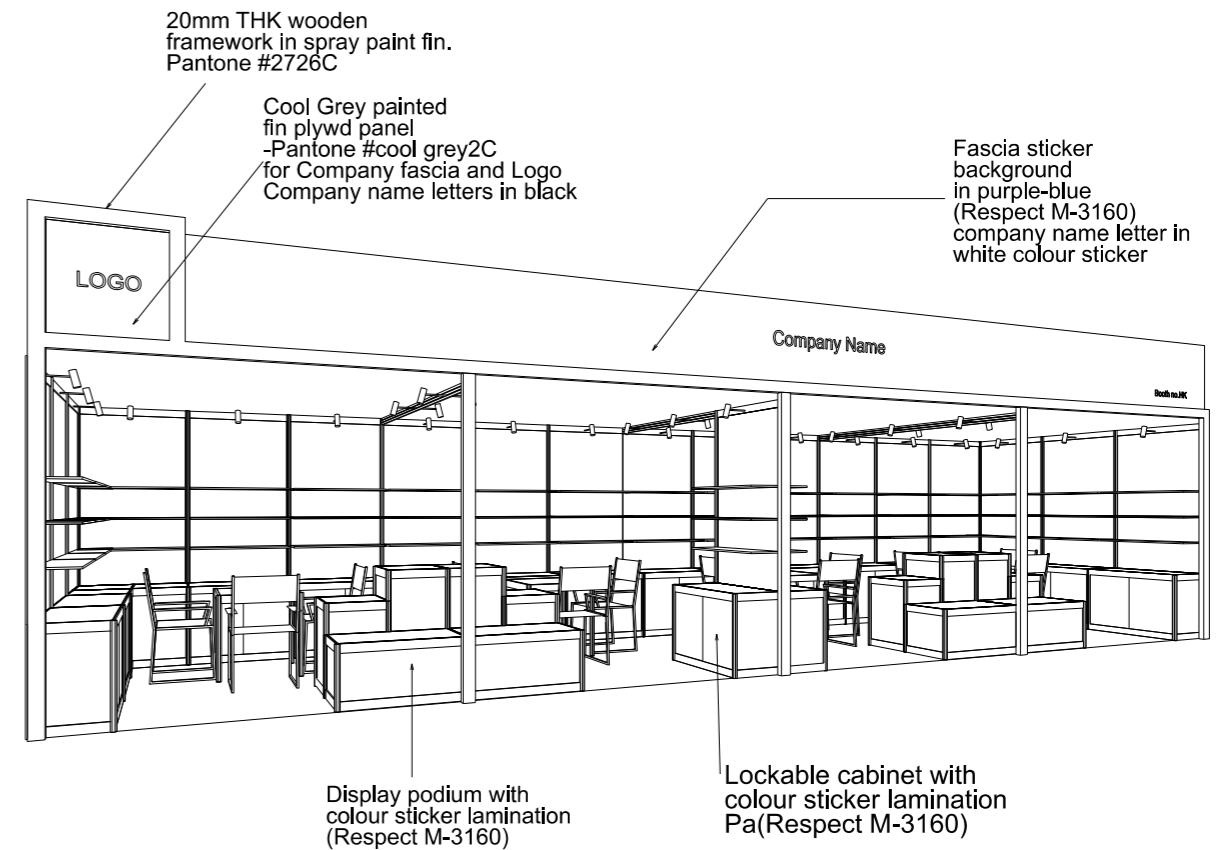 20mm THK wooden
framework in spray paint fin.
Pantone #2726C
Cool Grey painted
fin plywd panel
-Pantone #cool grey2C
for Company fascia and Logo
Company name letters in black
Fascia sticker
background
in purple-blue
(Respect M-3160)
company name letter in
white colour sticker
LOGO
Company Name
Booth no.HK
Display podium with
colour sticker lamination
(Respect M-3160)
Lockable cabinet with
colour sticker lamination
Pa(Respect M-3160)